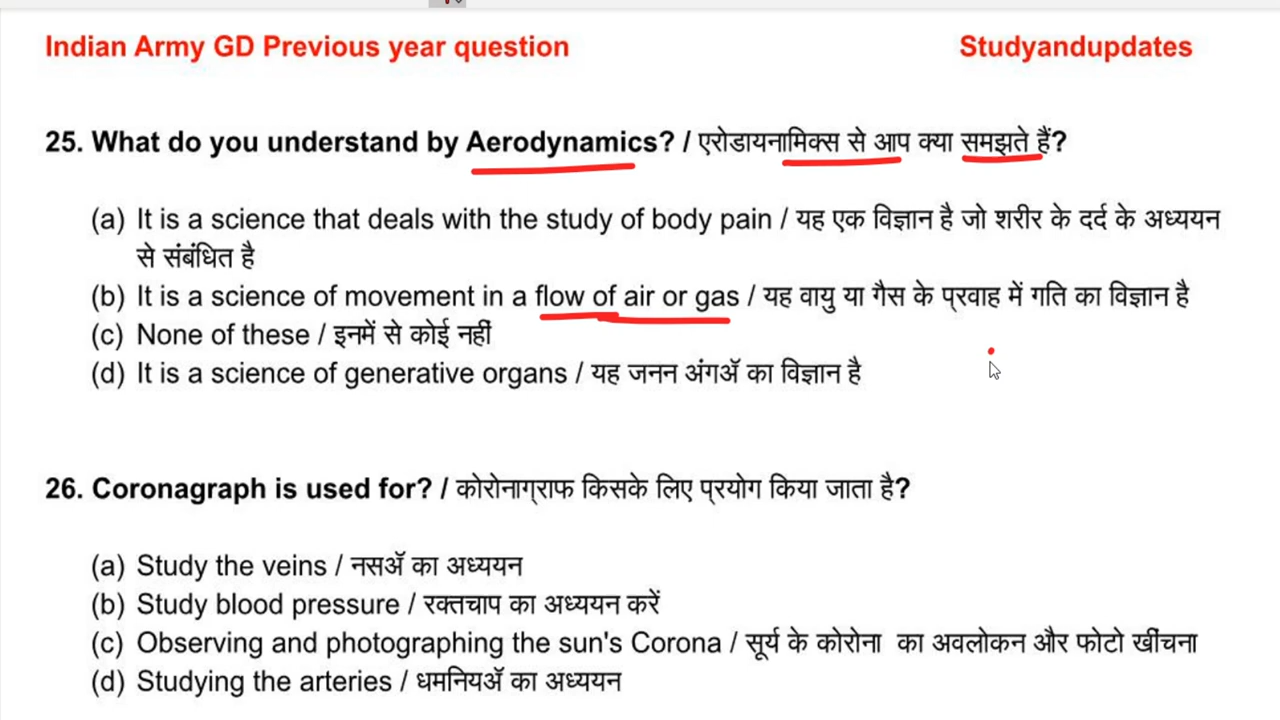 Indian Army GD Previous year question
Studyandupdates
25. What do you understand by Aerodynamics? / एरोडायनामिक्स से आप क्या समझते हैं?
(a) It is a science that deals with the study of body pain / यह एक विज्ञान है जो शरीर के दर्द के अध्ययन
से संबंधित है
(b) It is a science of movement in a flow of air or gas / यह वायु या गैस के प्रवाह में गति का विज्ञान है
(c) None of these / इनमें से कोई नहीं
(d) It is a science of generative organs / यह जनन अंगअॅ का विज्ञान है
26. Coronagraph is used for? / कोरोनाग्राफ किसके लिए प्रयोग किया जाता है?
(a) Study the veins / नसअॅ का अध्ययन
(b) Study blood pressure / रक्तचाप का अध्ययन करें
(c) Observing and photographing the sun's Corona / सूर्य के कोरोना का अवलोकन और फोटो खींचना
(d) Studying the arteries / धमनियअॅ का अध्ययन